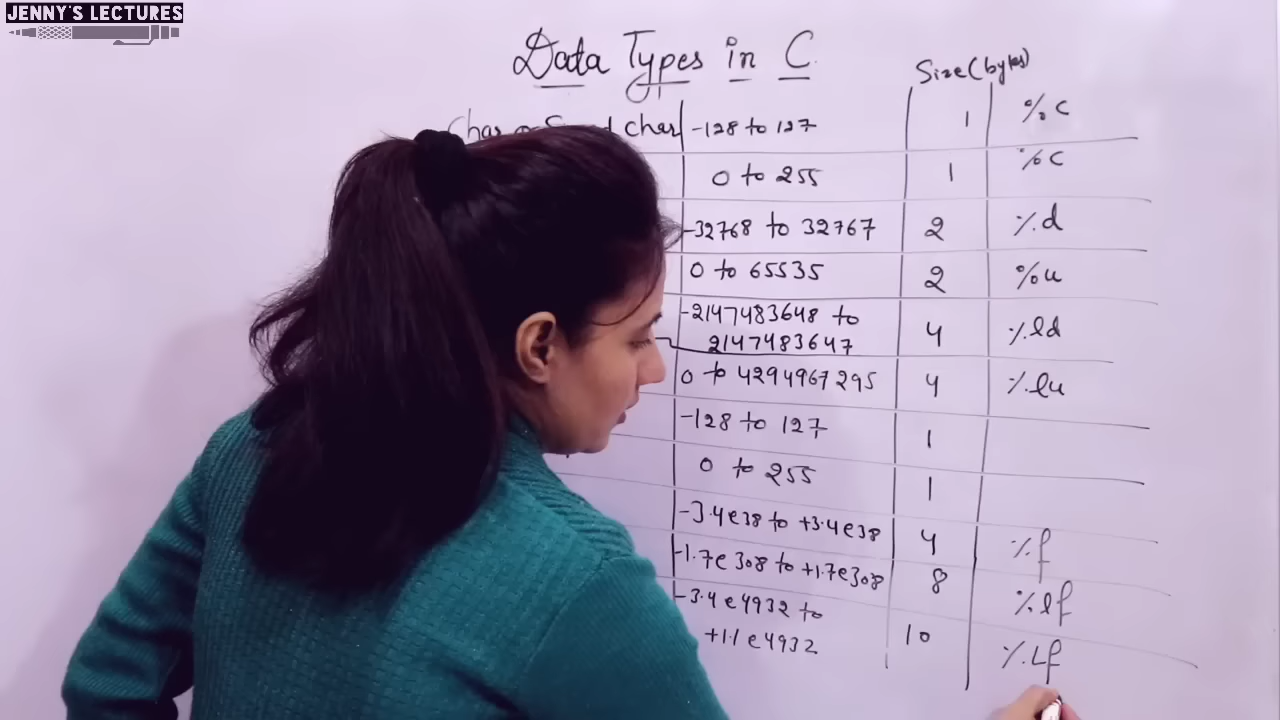 JENNY'S LECTURES
Data Types in C
Size(bytes)
char -128 to 127 1 %c
0 to 255 1 %c
-32768 to 32767 2 %d
0 to 65535 2 %u
-2147483648 to
2147483647 4 %ld
0 to 4294967295 4 %lu
-128 to 127 1
0 to 255 1
-3.4e38 to +3.4e38 4 %f
-1.7e308 to +1.7e308 8 %lf
-3.4e4932 to
+1.1e4932 10 %Lf